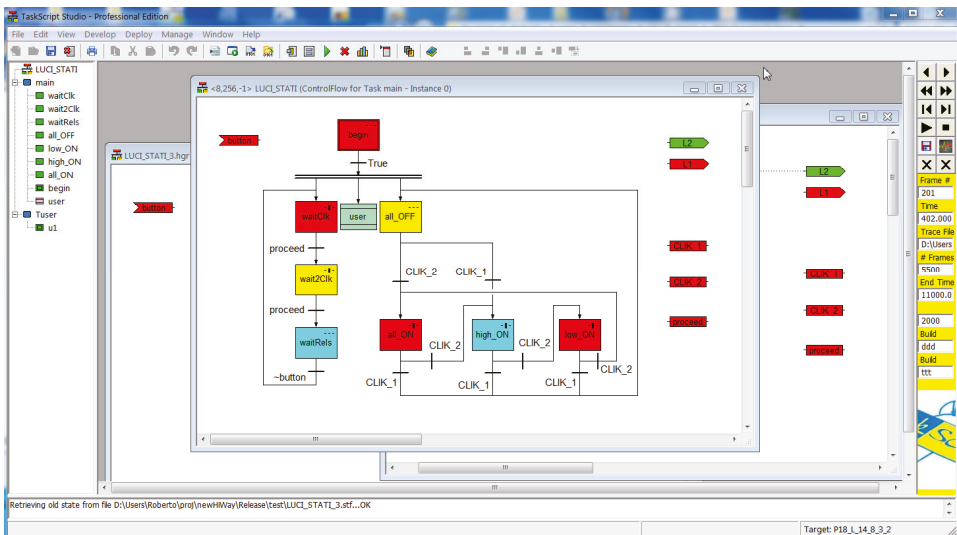 TaskScript Studio - Professional Edition
File Edit View Develop Deploy Manage Window Help
LUCI_STATI
main
waitClk
wait2Clk
waitRels
all_OFF
low_ON
high_ON
all_ON
begin
user
Tuser
u1
LUCI_STATI_3.hgr
button
<8,256,-1> LUCI_STATI (ControlFlow for Task main - Instance 0)
button
begin
True
waitClk
user
all_OFF
proceed
CLIK_2
CLIK_1
wait2Clk
proceed
waitRels
all_ON
high_ON
low_ON
CLIK_2
CLIK_2
CLIK_2
~button
CLIK_1
CLIK_1
CLIK_1
L2
L1
CLIK_1
CLIK_2
proceed
L2
L1
CLIK_1
CLIK_2
proceed
Frame #
201
Time
402.000
Trace File
D:\Users
# Frames
5500
End Time
11000.0
2000
Build
ddd
Build
ttt
Retrieving old state from file D:\Users\Roberto\proj\newHIWay\Release\test\LUCI_STATI_3.stf...OK
Target: P18_L_14_8_3_2